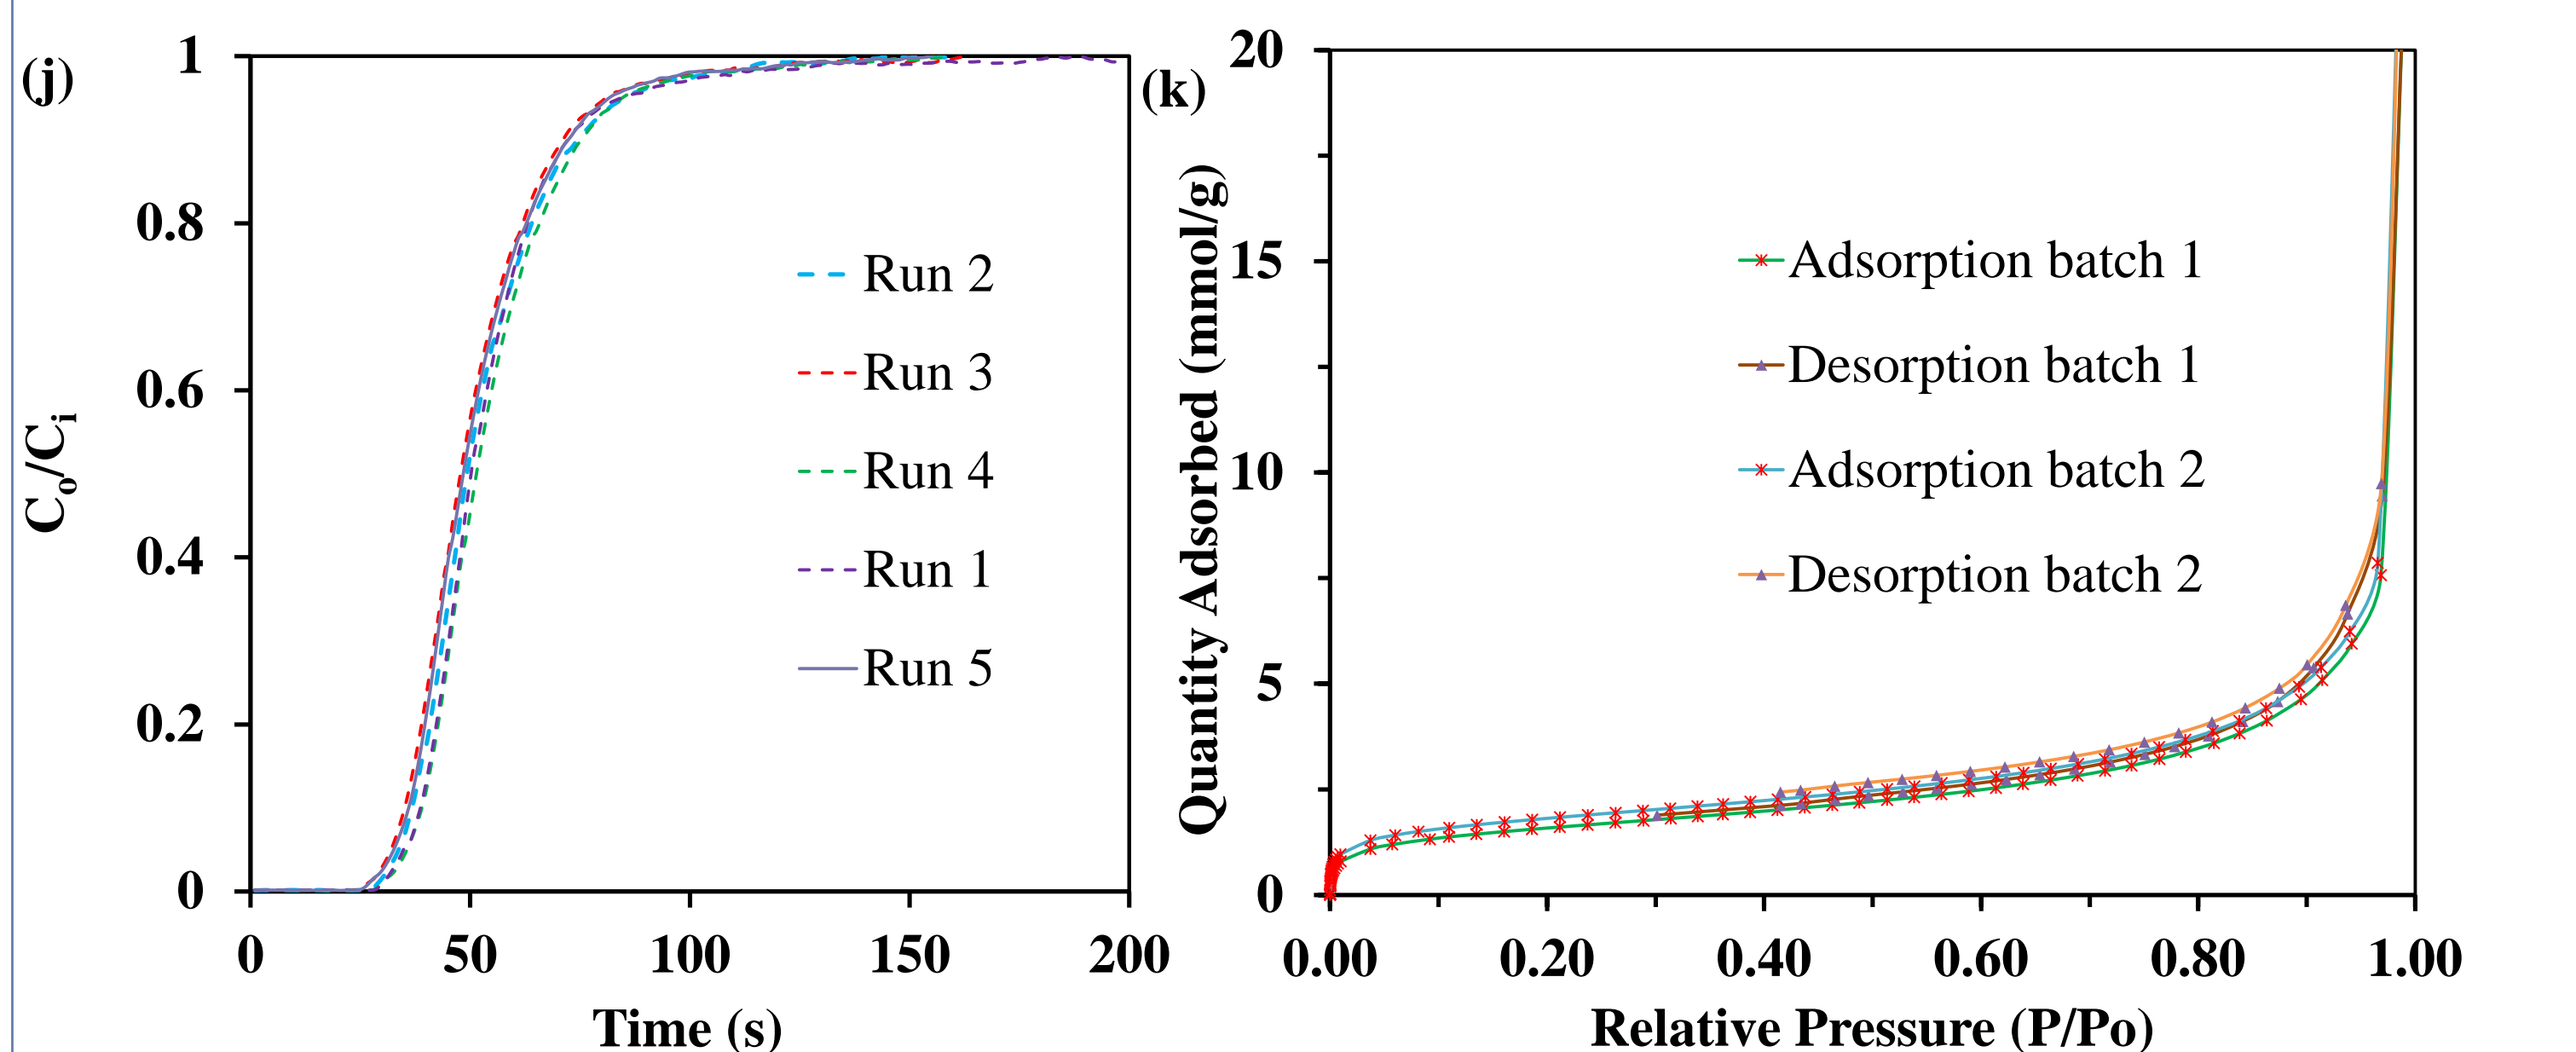 (j)
1
0.8
0.6
0.4
0.2
0
C₀/Cᵢ
0 50 100 150 200
Time (s)
Run 2
Run 3
Run 4
Run 1
Run 5
(k)
20
15
10
5
0
Quantity Adsorbed (mmol/g)
0.00 0.20 0.40 0.60 0.80 1.00
Relative Pressure (P/Po)
Adsorption batch 1
Desorption batch 1
Adsorption batch 2
Desorption batch 2